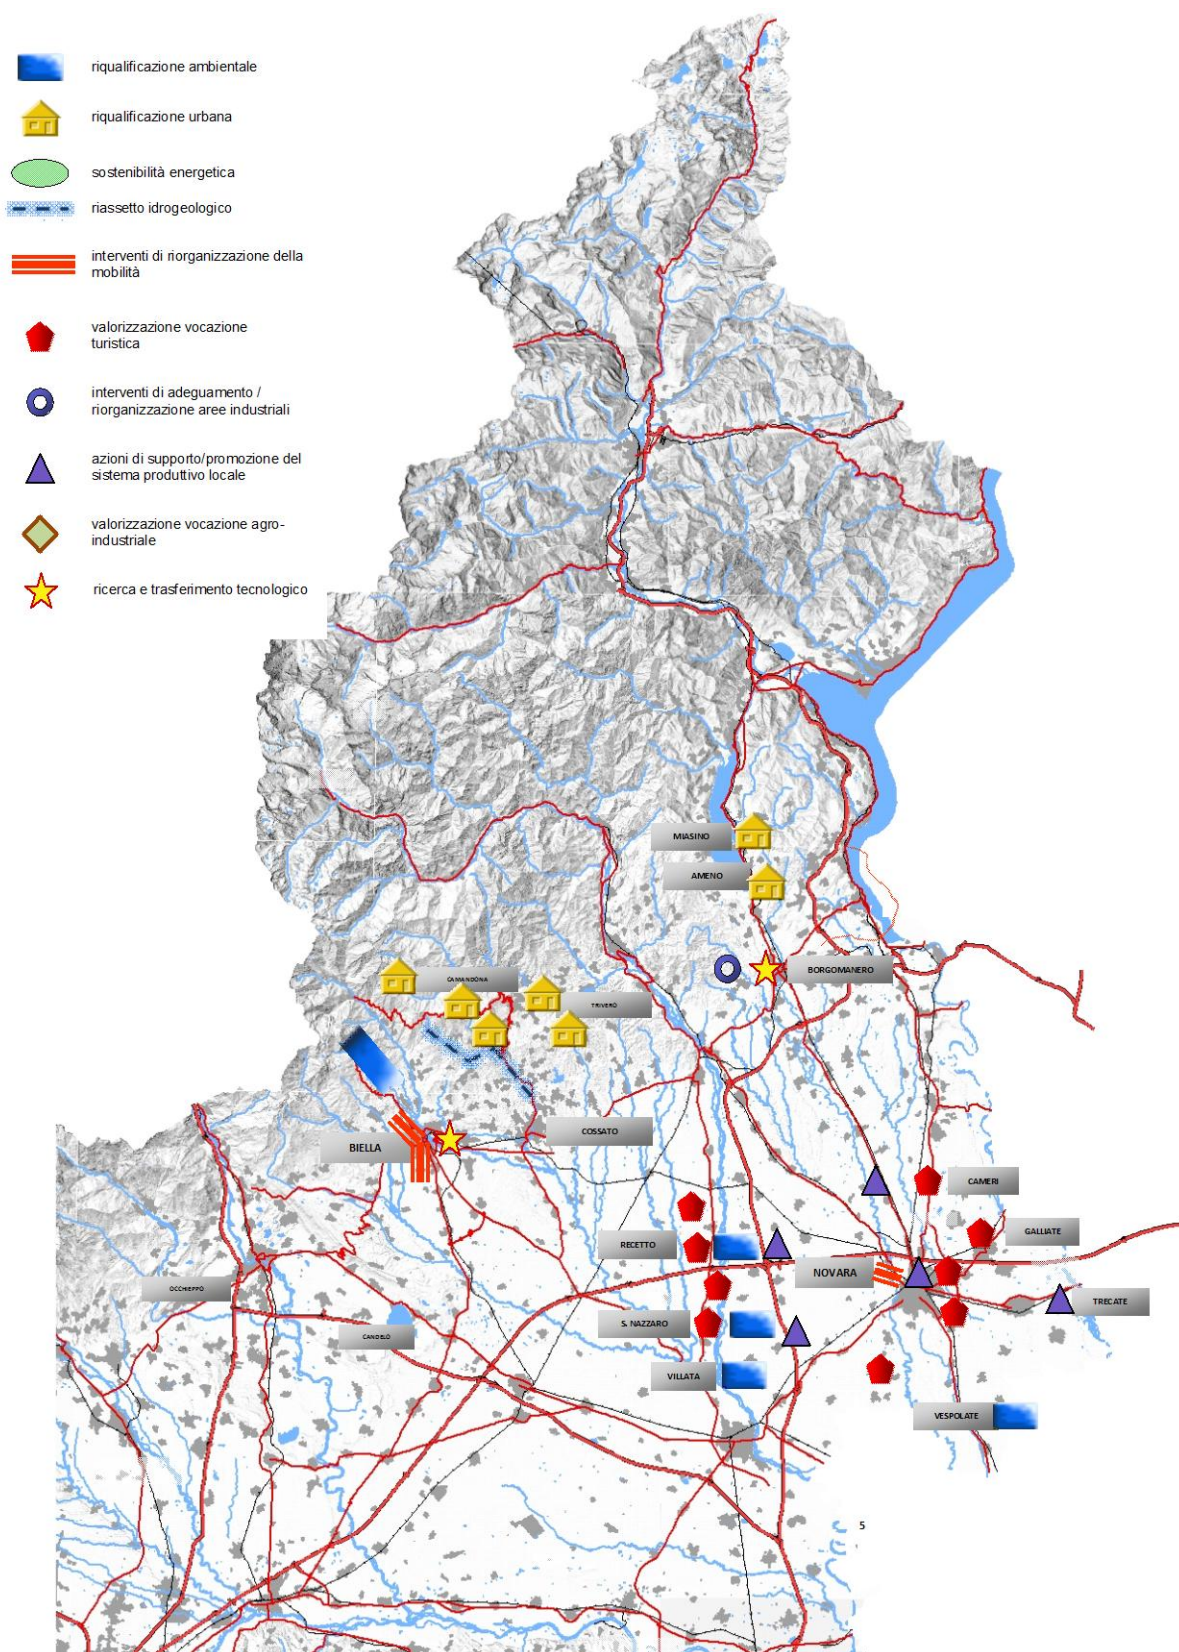 riqualificazione ambientale
riqualificazione urbana
sostenibilità energetica
riassetto idrogeologico
interventi di riorganizzazione della
mobilità
valorizzazione vocazione
turistica
interventi di adeguamento /
riorganizzazione aree industriali
azioni di supporto/promozione del
sistema produttivo locale
valorizzazione vocazione agro-
industriale
ricerca e trasferimento tecnologico
MIASINO
AMENO
BORGOMANERO
CAMANDONA
TRIVERO
COSSATO
BIELLA
CAMERI
GALLIATE
RECETTO
NOVARA
OCCHIEPPO
TRECATE
S. NAZZARO
CANDELO
VILLATA
VESPOLATE
5